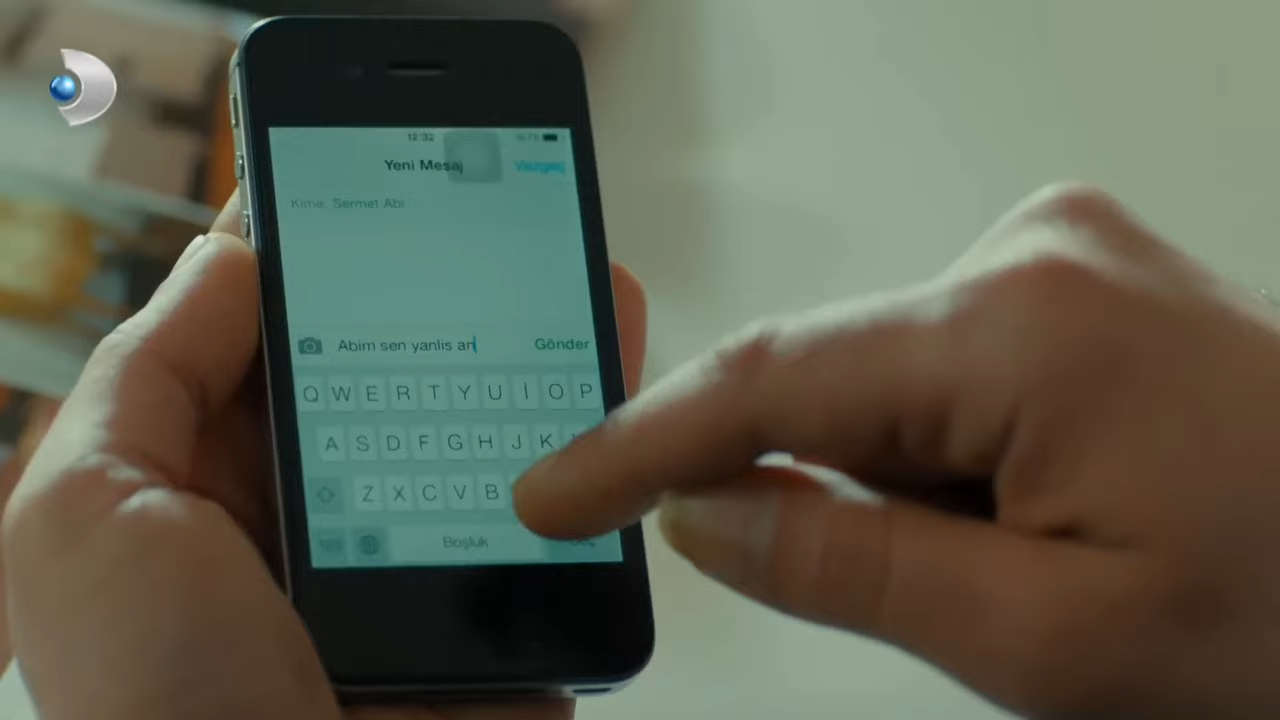 12:32
Yeni Mesaj Vazgeç
Kime: Sermet Abi
Abim sen yanlis an Gönder
Q W E R T Y U İ O P
A S D F G H J K
Z X C V B
Boşluk